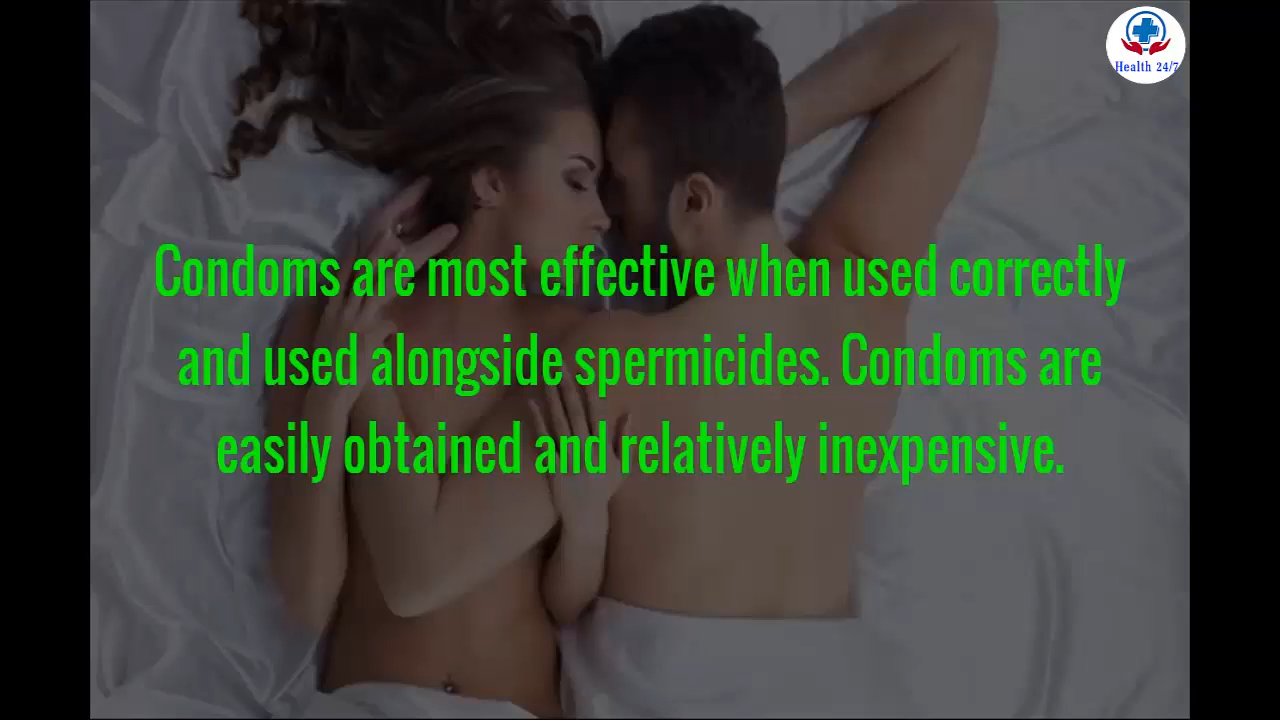 Health 24/7
Condoms are most effective when used correctly
and used alongside spermicides. Condoms are
easily obtained and relatively inexpensive.